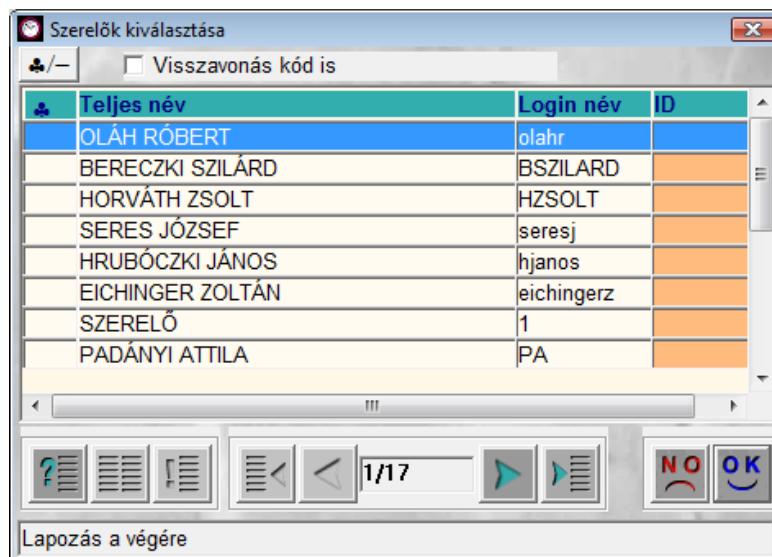 Szerelők kiválasztása
♣/– Visszavonás kód is
♣ Teljes név Login név ID
OLÁH RÓBERT olahr
BERECZKI SZILÁRD BSZILARD
HORVÁTH ZSOLT HZSOLT
SERES JÓZSEF seresj
HRUBÓCZKI JÁNOS hjanos
EICHINGER ZOLTÁN eichingerz
SZERELŐ 1
PADÁNYI ATTILA PA
? ! 1/17 NO OK
Lapozás a végére